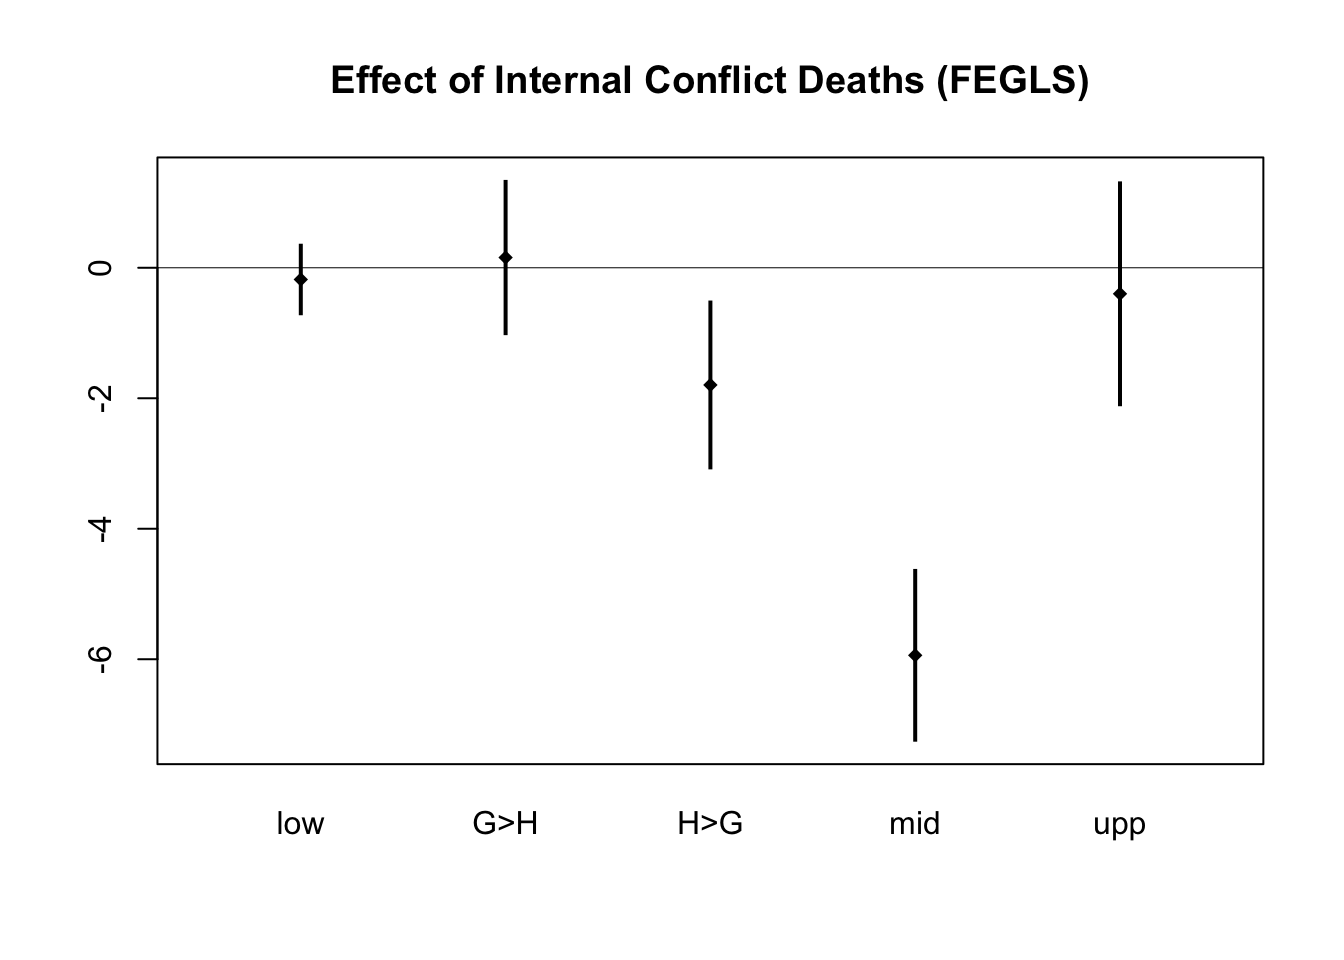 Effect of Internal Conflict Deaths (FEGLS)
0
-2
-4
-6
low G>H H>G mid upp